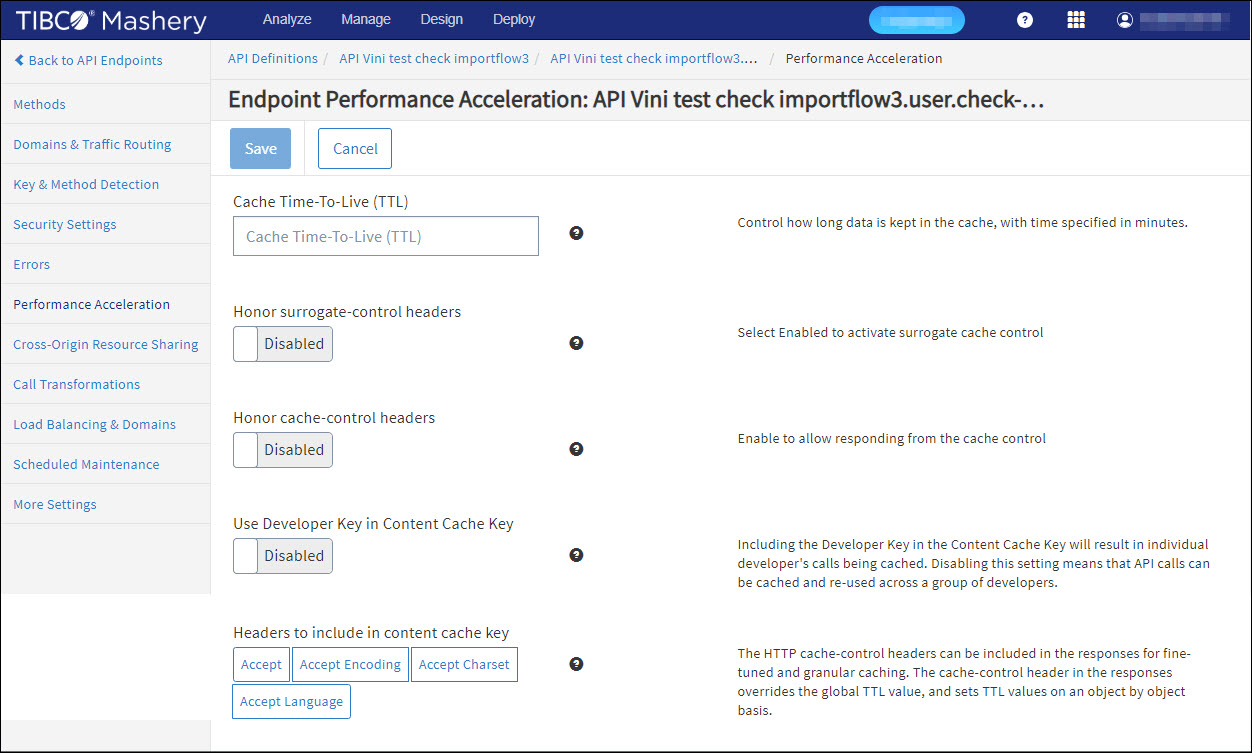 TIBCO® Mashery Analyze Manage Design Deploy
Back to API Endpoints
API Definitions / API Vini test check importflow3 / API Vini test check importflow3.... / Performance Acceleration
Endpoint Performance Acceleration: API Vini test check importflow3.user.check-...
Methods
Domains & Traffic Routing
Key & Method Detection
Security Settings
Errors
Performance Acceleration
Cross-Origin Resource Sharing
Call Transformations
Load Balancing & Domains
Scheduled Maintenance
More Settings
Save Cancel
Cache Time-To-Live (TTL)
Cache Time-To-Live (TTL)
Control how long data is kept in the cache, with time specified in minutes.
Honor surrogate-control headers
Disabled
Select Enabled to activate surrogate cache control
Honor cache-control headers
Disabled
Enable to allow responding from the cache control
Use Developer Key in Content Cache Key
Disabled
Including the Developer Key in the Content Cache Key will result in individual
developer's calls being cached. Disabling this setting means that API calls can
be cached and re-used across a group of developers.
Headers to include in content cache key
Accept Accept Encoding Accept Charset
Accept Language
The HTTP cache-control headers can be included in the responses for fine-
tuned and granular caching. The cache-control header in the responses
overrides the global TTL value, and sets TTL values on an object by object
basis.